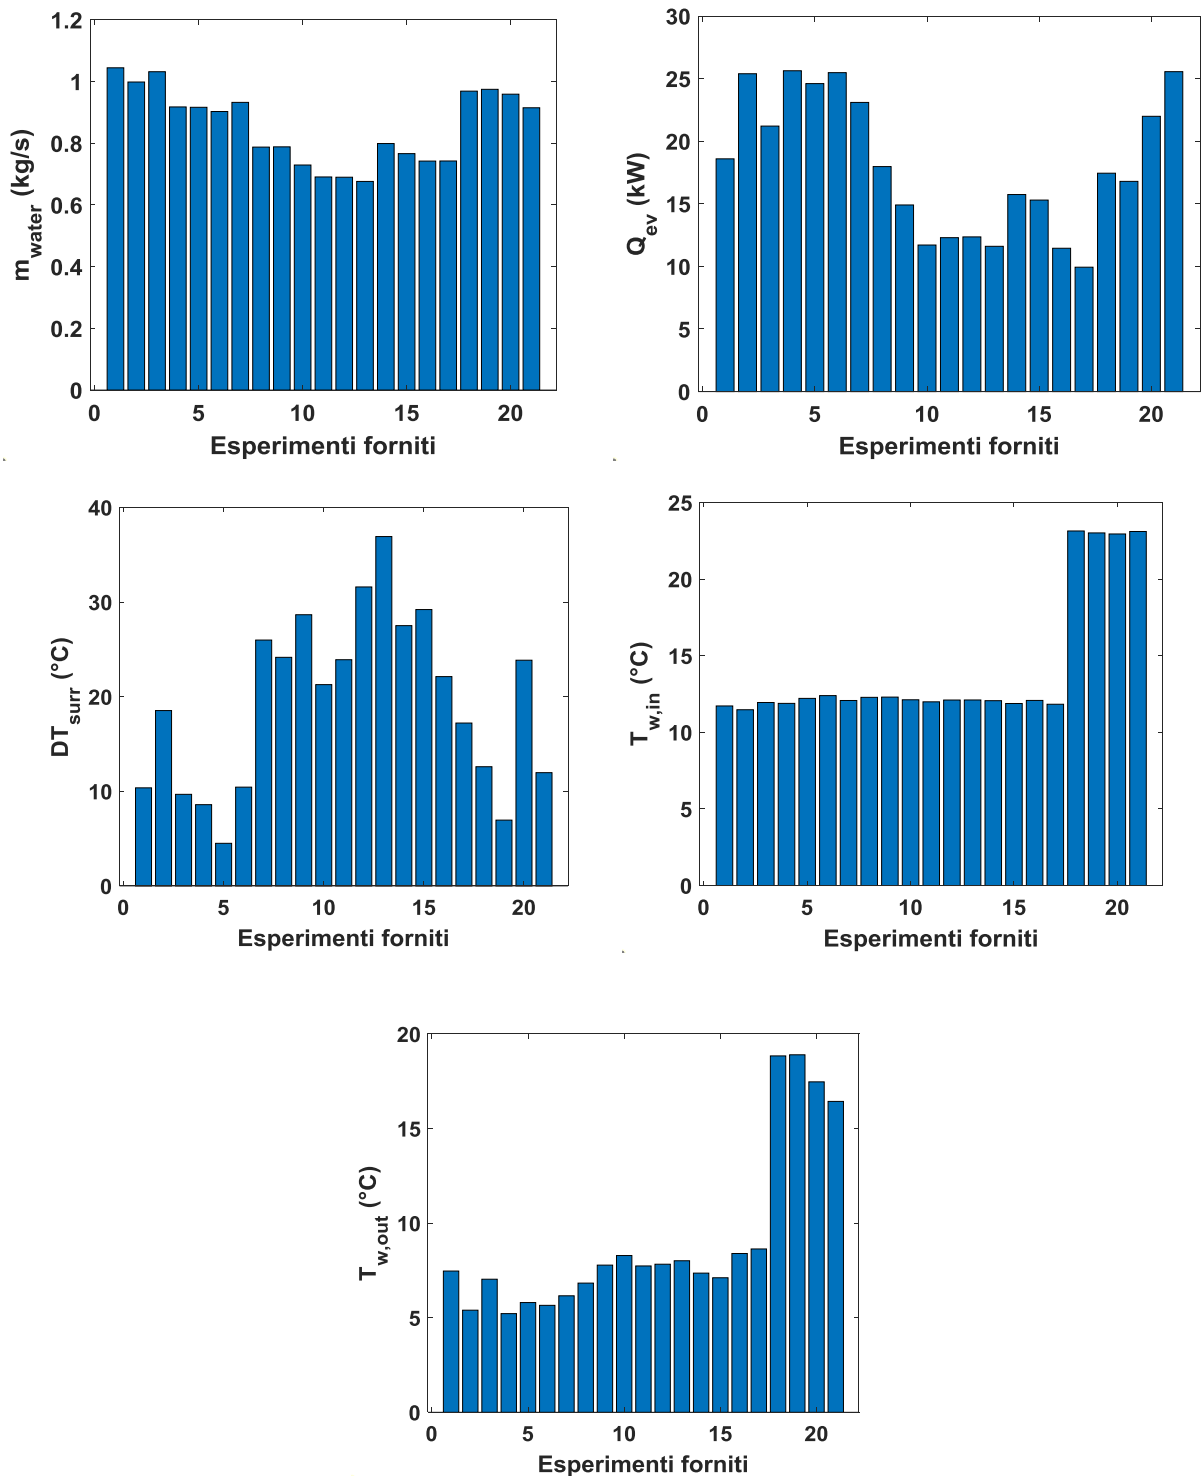 1.2
1
0.8
0.6
0.4
0.2
0
m_water (kg/s)
0 5 10 15 20
Esperimenti forniti
30
25
20
15
10
5
0
Q_ev (kW)
0 5 10 15 20
Esperimenti forniti
40
30
20
10
0
DT_surr (°C)
0 5 10 15 20
Esperimenti forniti
25
20
15
10
5
0
T_w,in (°C)
0 5 10 15 20
Esperimenti forniti
20
15
10
5
0
T_w,out (°C)
0 5 10 15 20
Esperimenti forniti